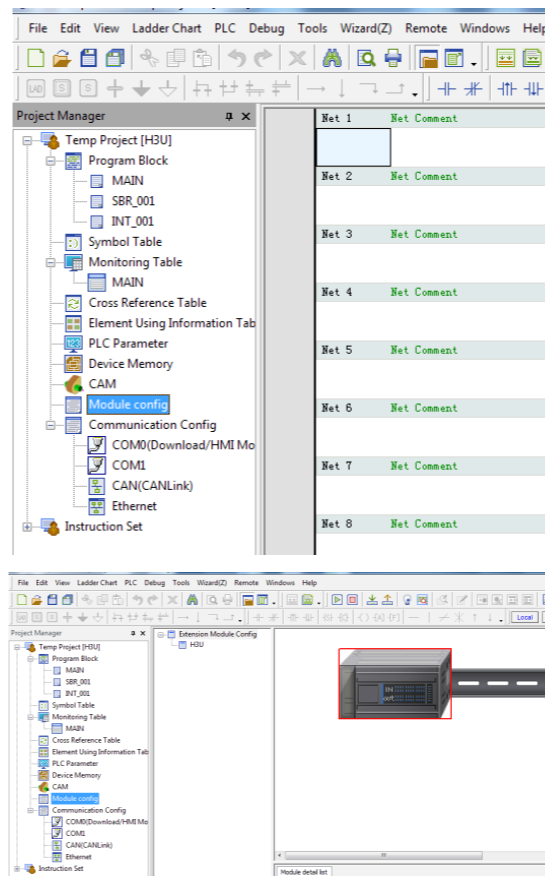 File Edit View Ladder Chart PLC Debug Tools Wizard(Z) Remote Windows Help
LAD S S
Project Manager
Temp Project [H3U]
Program Block
MAIN
SBR_001
INT_001
Symbol Table
Monitoring Table
MAIN
Cross Reference Table
Element Using Information Tab
PLC Parameter
Device Memory
CAM
Module config
Communication Config
COM0(Download/HMI Mo
COM1
CAN(CANLink)
Ethernet
Instruction Set
Net 1 Net Comment
Net 2 Net Comment
Net 3 Net Comment
Net 4 Net Comment
Net 5 Net Comment
Net 6 Net Comment
Net 7 Net Comment
Net 8 Net Comment
File Edit View Ladder Chart PLC Debug Tools Wizard(Z) Remote Windows Help
Local
Project Manager
Temp Project [H3U]
Program Block
MAIN
SBR_001
INT_001
Symbol Table
Monitoring Table
MAIN
Cross Reference Table
Element Using Information Tab
PLC Parameter
Device Memory
CAM
Module config
Communication Config
COM0(Download/HMI Mo
COM1
CAN(CANLink)
Ethernet
Instruction Set
Extension Module Config
H3U
Module detail list